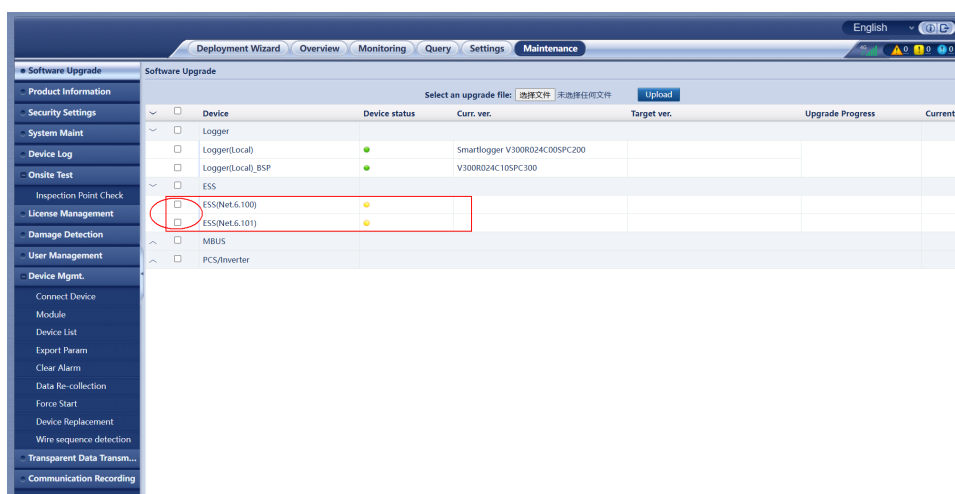 English
Deployment Wizard Overview Monitoring Query Settings Maintenance
4G 0 0 0
Software Upgrade
Product Information
Security Settings
System Maint
Device Log
Onsite Test
Inspection Point Check
License Management
Damage Detection
User Management
Device Mgmt.
Connect Device
Module
Device List
Export Param
Clear Alarm
Data Re-collection
Force Start
Device Replacement
Wire sequence detection
Transparent Data Transm...
Communication Recording
Software Upgrade
Select an upgrade file: 选择文件 未选择任何文件 Upload
Device Device status Curr. ver. Target ver. Upgrade Progress Current
Logger
Logger(Local) Smartlogger V300R024C00SPC200
Logger(Local)_BSP V300R024C10SPC300
ESS
ESS(Net.6.100)
ESS(Net.6.101)
MBUS
PCS/Inverter